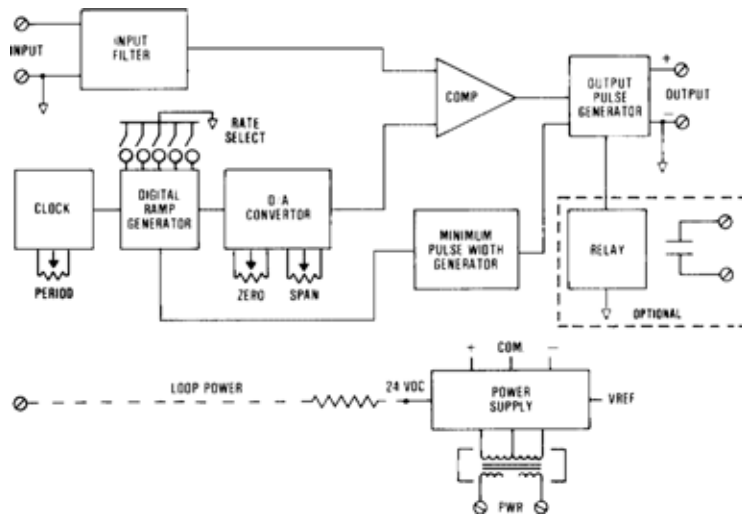 INPUT
INPUT
FILTER
COMP
OUTPUT
PULSE
GENERATOR
+
OUTPUT
−
RATE
SELECT
CLOCK
DIGITAL
RAMP
GENERATOR
D/A
CONVERTOR
MINIMUM
PULSE WIDTH
GENERATOR
RELAY
PERIOD
ZERO
SPAN
OPTIONAL
+ COM. −
LOOP POWER
24 VDC
POWER
SUPPLY
VREF
PWR